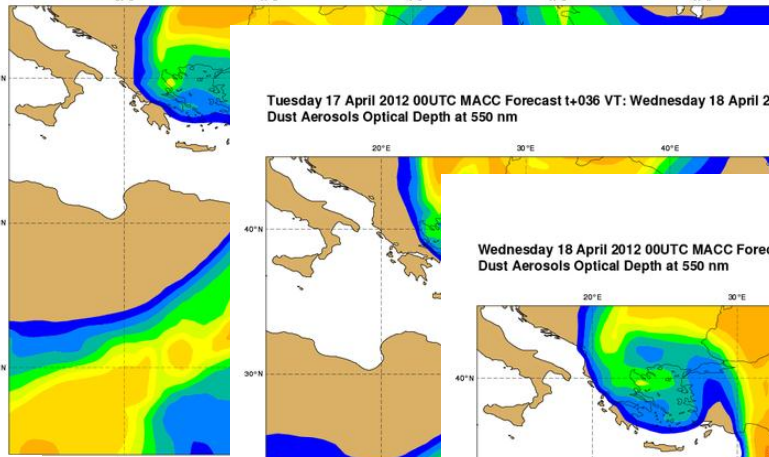 N
N
N
Tuesday 17 April 2012 00UTC MACC Forecast t+036 VT: Wednesday 18 April 2
Dust Aerosols Optical Depth at 550 nm
20°E 30°E 40°E
40°N
30°N
Wednesday 18 April 2012 00UTC MACC Forec
Dust Aerosols Optical Depth at 550 nm
20°E 30°E
40°N